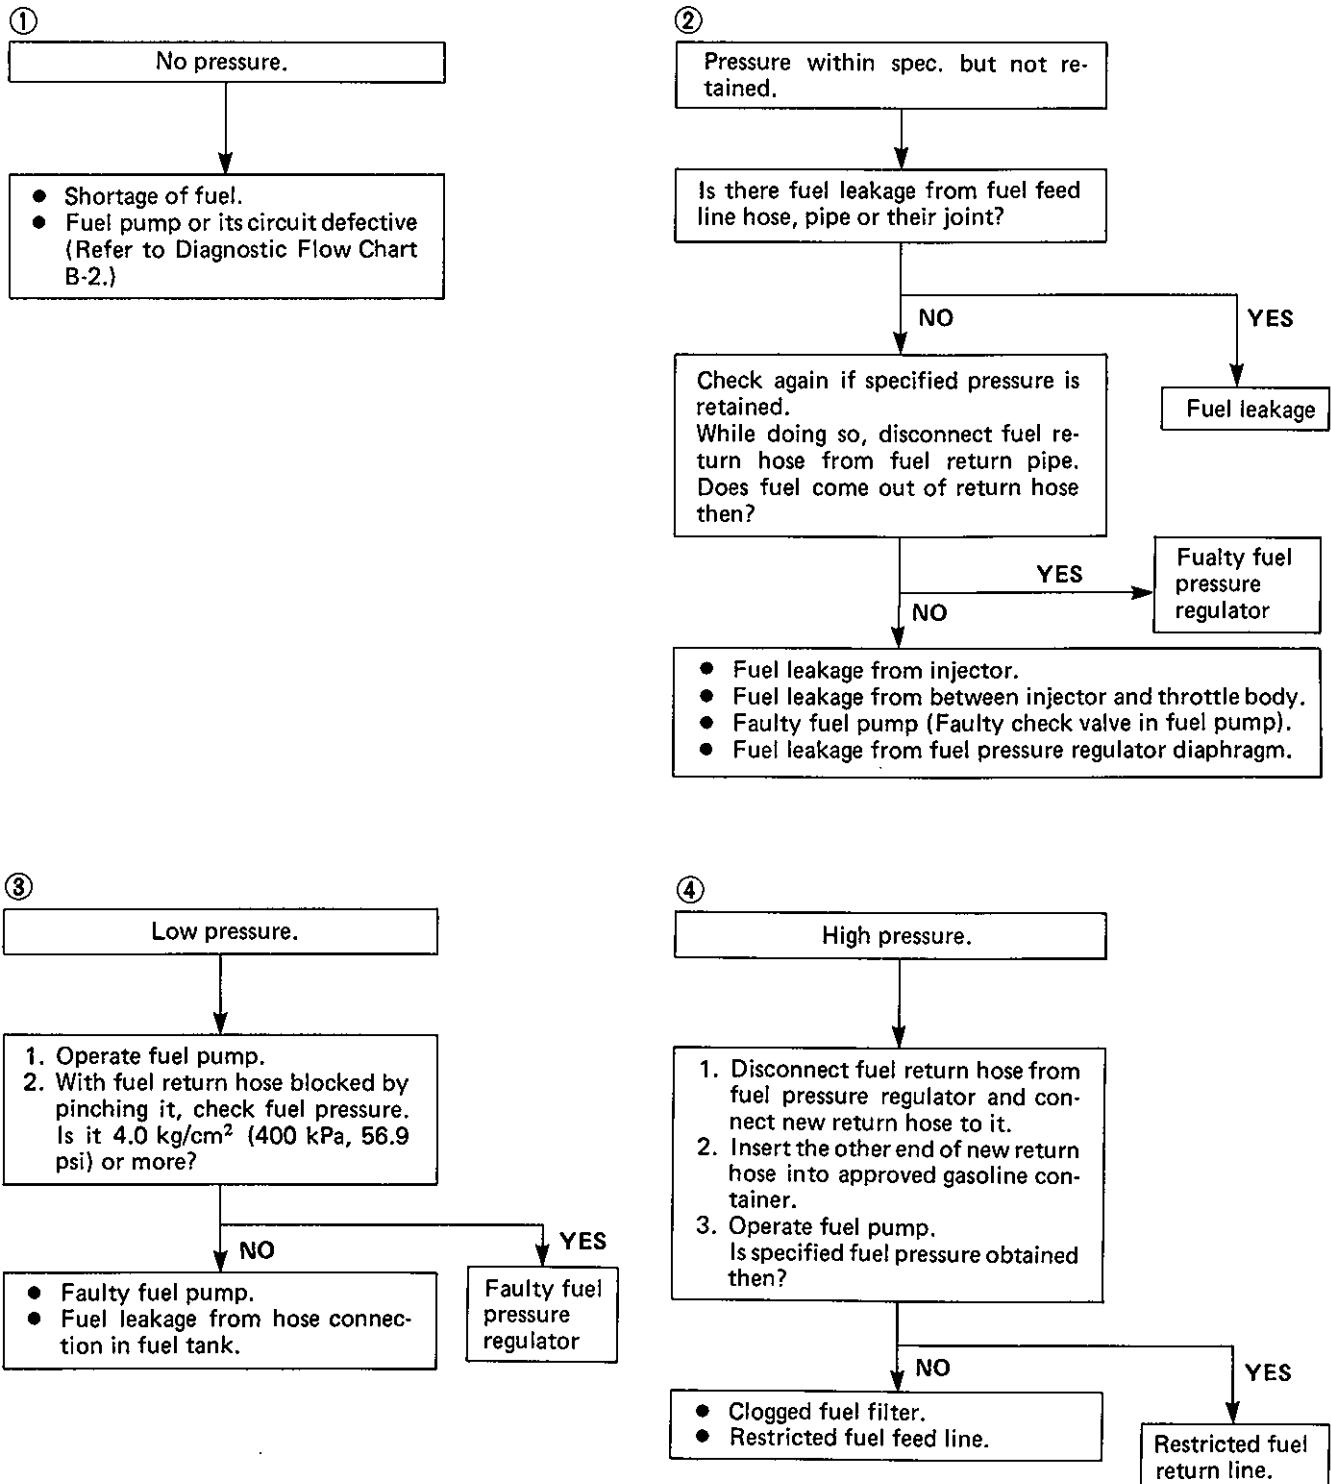 ①
No pressure.
● Shortage of fuel.
● Fuel pump or its circuit defective
(Refer to Diagnostic Flow Chart
B-2.)
②
Pressure within spec. but not re-
tained.
Is there fuel leakage from fuel feed
line hose, pipe or their joint?
NO
YES
Fuel leakage
Check again if specified pressure is
retained.
While doing so, disconnect fuel re-
turn hose from fuel return pipe.
Does fuel come out of return hose
then?
YES
Fualty fuel
pressure
regulator
NO
● Fuel leakage from injector.
● Fuel leakage from between injector and throttle body.
● Faulty fuel pump (Faulty check valve in fuel pump).
● Fuel leakage from fuel pressure regulator diaphragm.
③
Low pressure.
1. Operate fuel pump.
2. With fuel return hose blocked by
pinching it, check fuel pressure.
Is it 4.0 kg/cm² (400 kPa, 56.9
psi) or more?
NO
YES
● Faulty fuel pump.
● Fuel leakage from hose connec-
tion in fuel tank.
Faulty fuel
pressure
regulator
④
High pressure.
1. Disconnect fuel return hose from
fuel pressure regulator and con-
nect new return hose to it.
2. Insert the other end of new return
hose into approved gasoline con-
tainer.
3. Operate fuel pump.
Is specified fuel pressure obtained
then?
NO
YES
● Clogged fuel filter.
● Restricted fuel feed line.
Restricted fuel
return line.